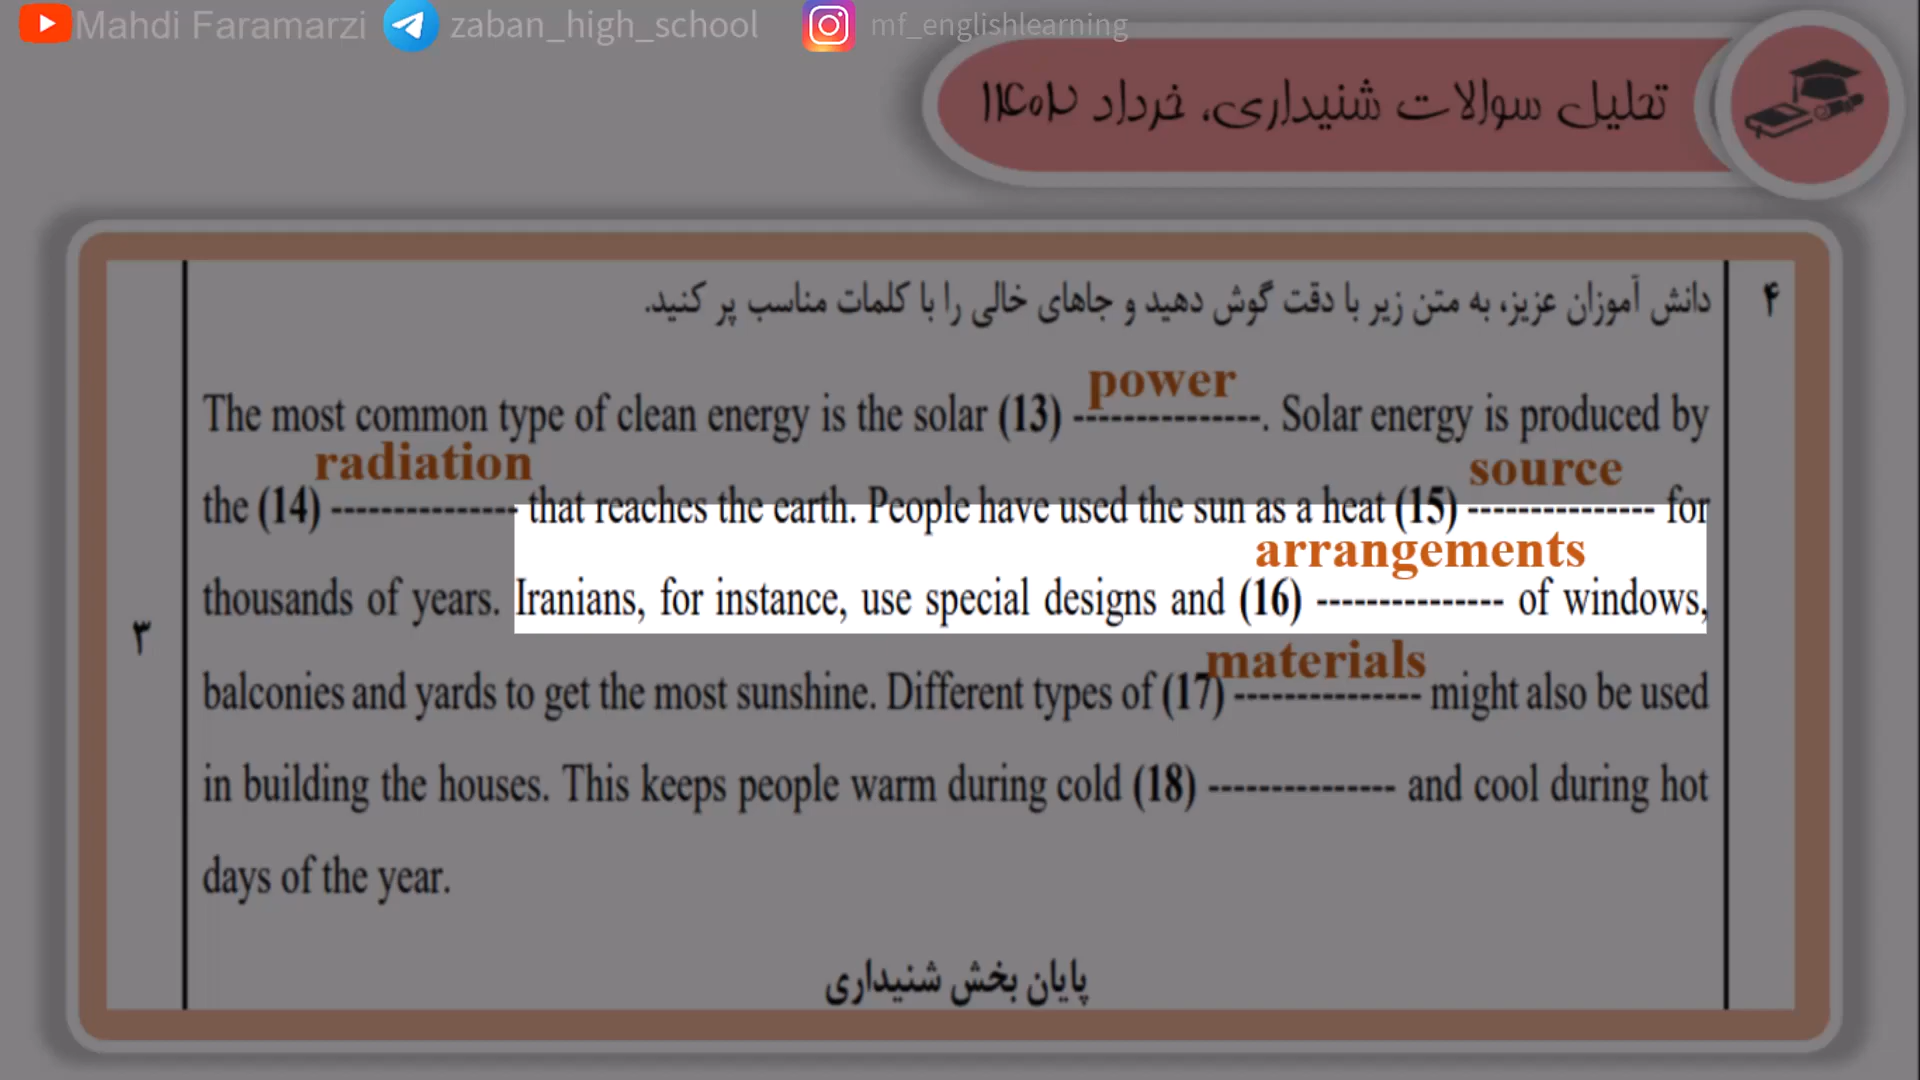 Mahdi Faramarzi zaban_high_school mf_englishlearning
تحلیل سوالات شنیداری، خرداد ۱۴۰۲
۴
دانش آموزان عزیز، به متن زیر با دقت گوش دهید و جاهای خالی را با کلمات مناسب پر کنید.
power
The most common type of clean energy is the solar (13) ---------------. Solar energy is produced by
radiation source
the (14) --------------- that reaches the earth. People have used the sun as a heat (15) --------------- for
arrangements
thousands of years. Iranians, for instance, use special designs and (16) --------------- of windows,
۳
materials
balconies and yards to get the most sunshine. Different types of (17) --------------- might also be used
in building the houses. This keeps people warm during cold (18) --------------- and cool during hot
days of the year.
پایان بخش شنیداری